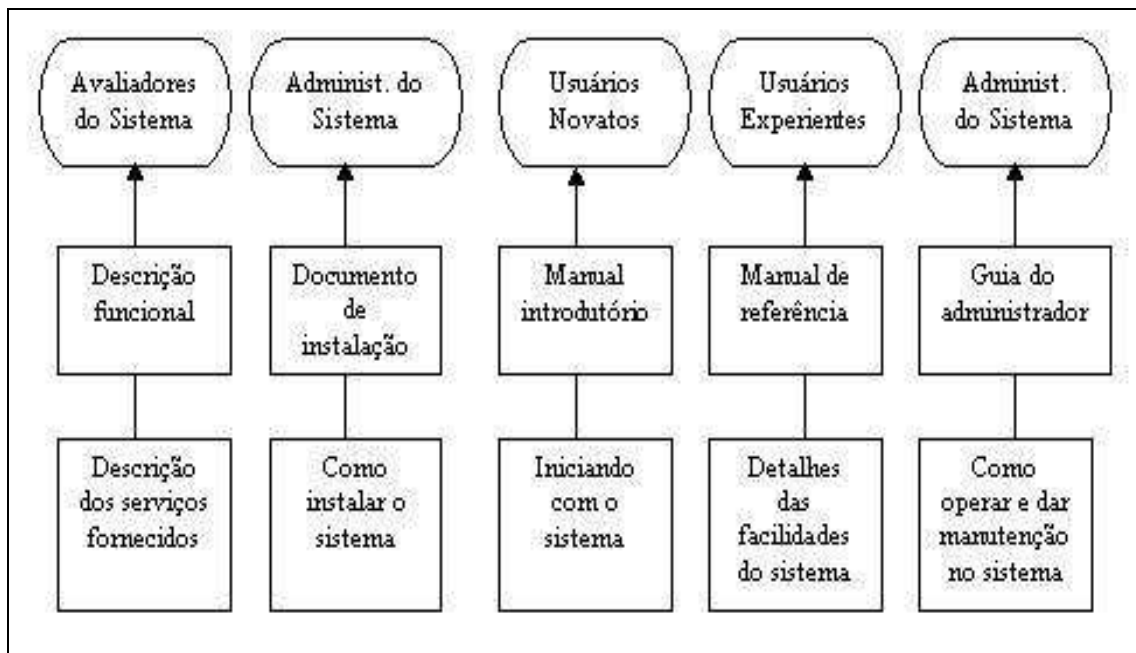 Avaliadores
do Sistema
Administ. do
Sistema
Usuários
Novatos
Usuários
Experientes
Administ.
do Sistema
Descrição
funcional
Documento
de
instalação
Manual
introdutório
Manual de
referência
Guia do
administrador
Descrição
dos serviços
fornecidos
Como
instalar o
sistema
Iniciando
com o
sistema
Detalhes
das
facilidades
do sistema
Como
operar e dar
manutenção
no sistema